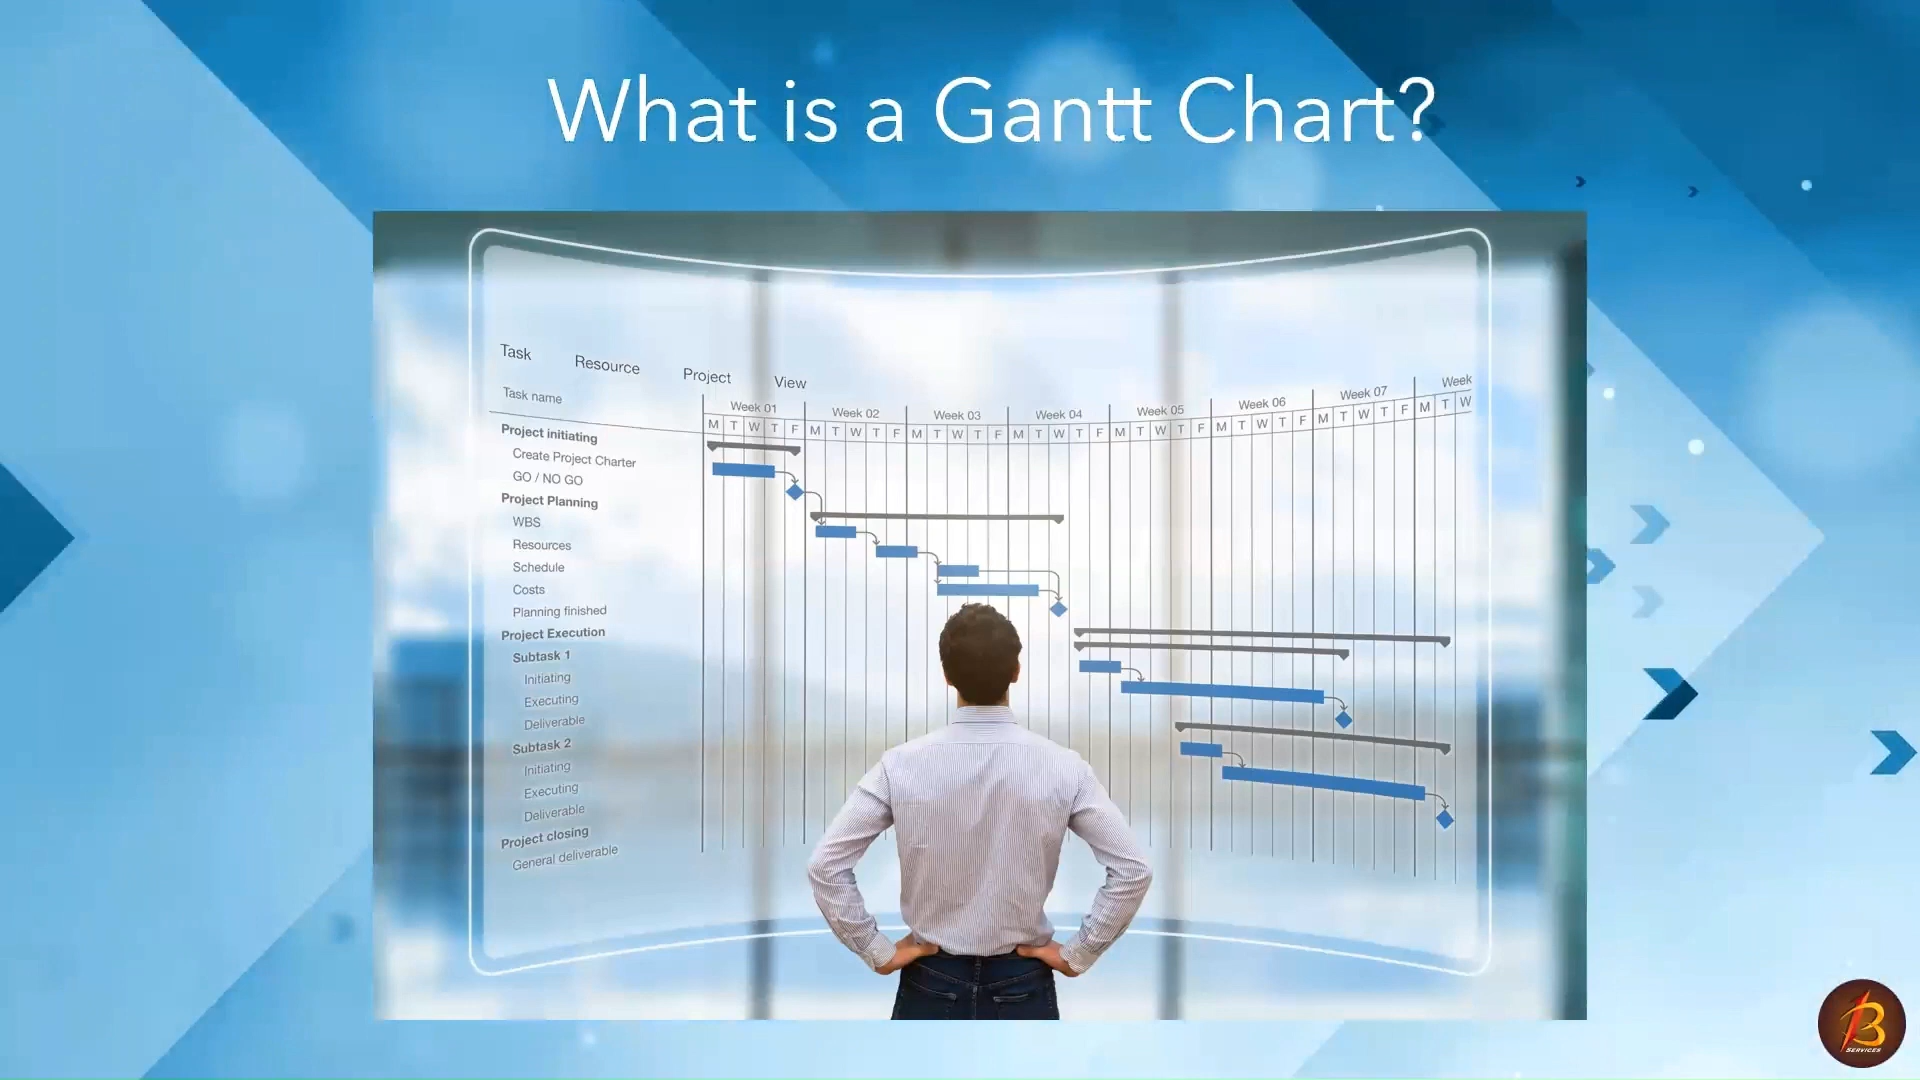 What is a Gantt Chart?
Task Resource Project View
Task name
Week 01 Week 02 Week 03 Week 04 Week 05 Week 06 Week 07 Week
M T W T F M T W T F M T W T F M T W T F M T W T F M T W T F M T W T F M T W
Project initiating
Create Project Charter
GO / NO GO
Project Planning
WBS
Resources
Schedule
Costs
Planning finished
Project Execution
Subtask 1
Initiating
Executing
Deliverable
Subtask 2
Initiating
Executing
Deliverable
Project closing
General deliverable
B
SERVICES